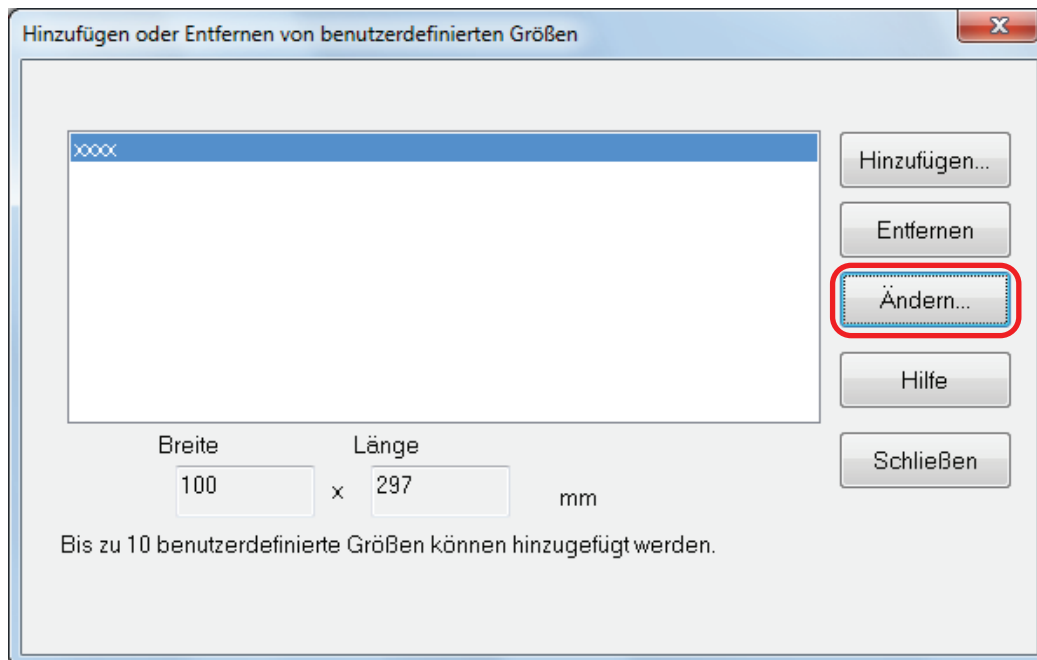 Hinzufügen oder Entfernen von benutzerdefinierten Größen
xxxx
Hinzufügen...
Entfernen
Ändern...
Hilfe
Schließen
Breite Länge
100 x 297 mm
Bis zu 10 benutzerdefinierte Größen können hinzugefügt werden.